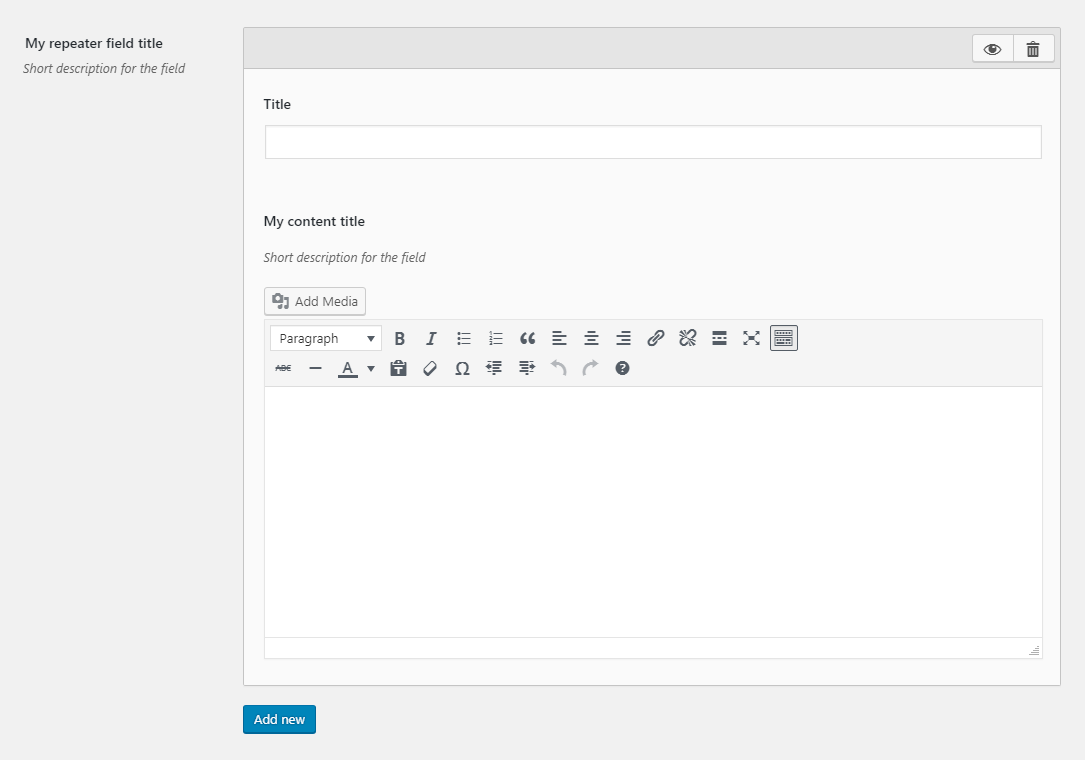 My repeater field title
Short description for the field
Title
My content title
Short description for the field
Add Media
Paragraph B I
ABC A T Ω ?
Add new